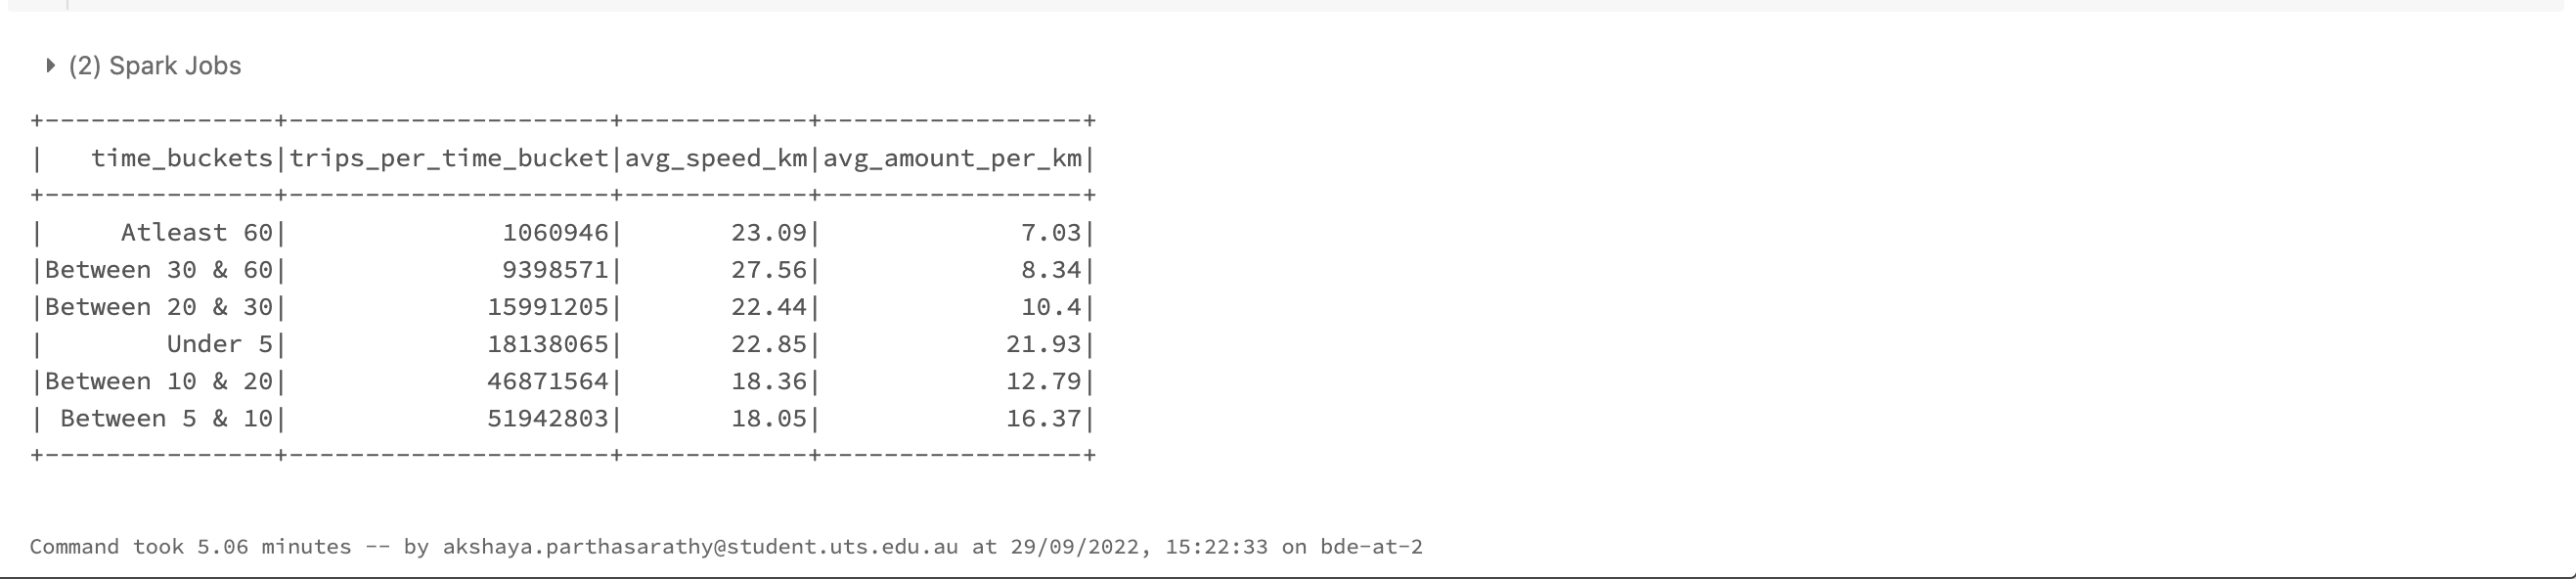 (2) Spark Jobs
+---------------+---------------------+------------+-----------------+
|   time_buckets|trips_per_time_bucket|avg_speed_km|avg_amount_per_km|
+---------------+---------------------+------------+-----------------+
|     Atleast 60|              1060946|       23.09|             7.03|
|Between 30 & 60|              9398571|       27.56|             8.34|
|Between 20 & 30|             15991205|       22.44|             10.4|
|        Under 5|             18138065|       22.85|            21.93|
|Between 10 & 20|             46871564|       18.36|            12.79|
| Between 5 & 10|             51942803|       18.05|            16.37|
+---------------+---------------------+------------+-----------------+
Command took 5.06 minutes -- by akshaya.parthasarathy@student.uts.edu.au at 29/09/2022, 15:22:33 on bde-at-2